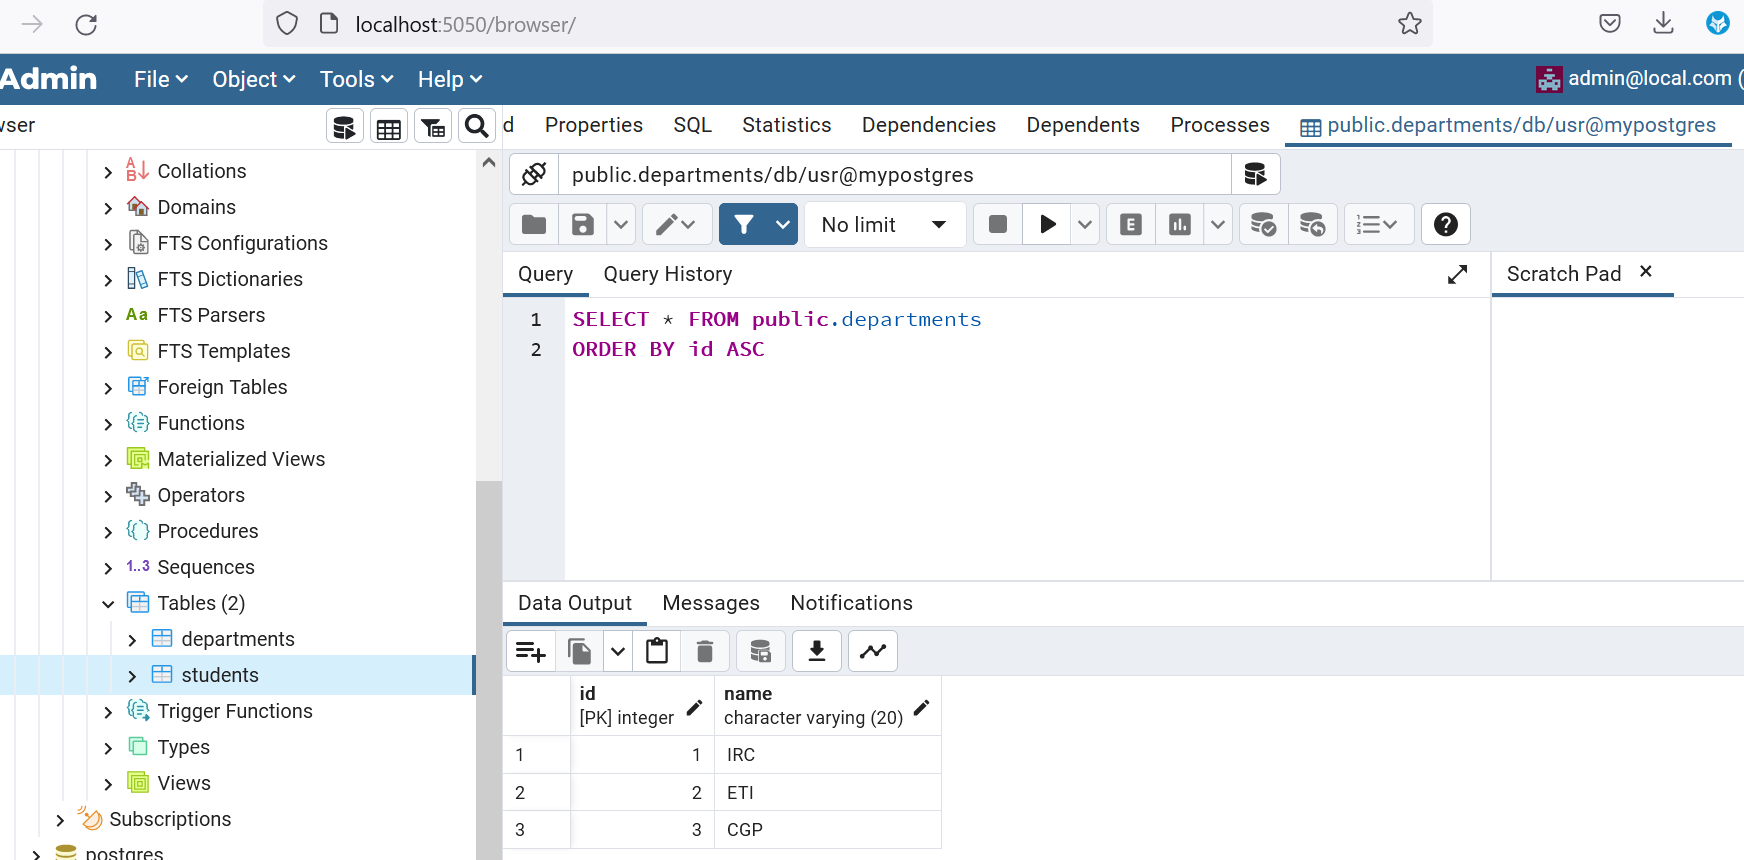 localhost:5050/browser/
Admin File Object Tools Help admin@local.com (
wser
d Properties SQL Statistics Dependencies Dependents Processes public.departments/db/usr@mypostgres
public.departments/db/usr@mypostgres
No limit
E
Query Query History Scratch Pad
1 SELECT * FROM public.departments
2 ORDER BY id ASC
Collations
Domains
FTS Configurations
FTS Dictionaries
Aa FTS Parsers
FTS Templates
Foreign Tables
Functions
Materialized Views
Operators
Procedures
1..3 Sequences
Tables (2)
departments
students
Trigger Functions
Types
Views
Subscriptions
postgres
Data Output Messages Notifications
id name
[PK] integer character varying (20)
1 1 IRC
2 2 ETI
3 3 CGP